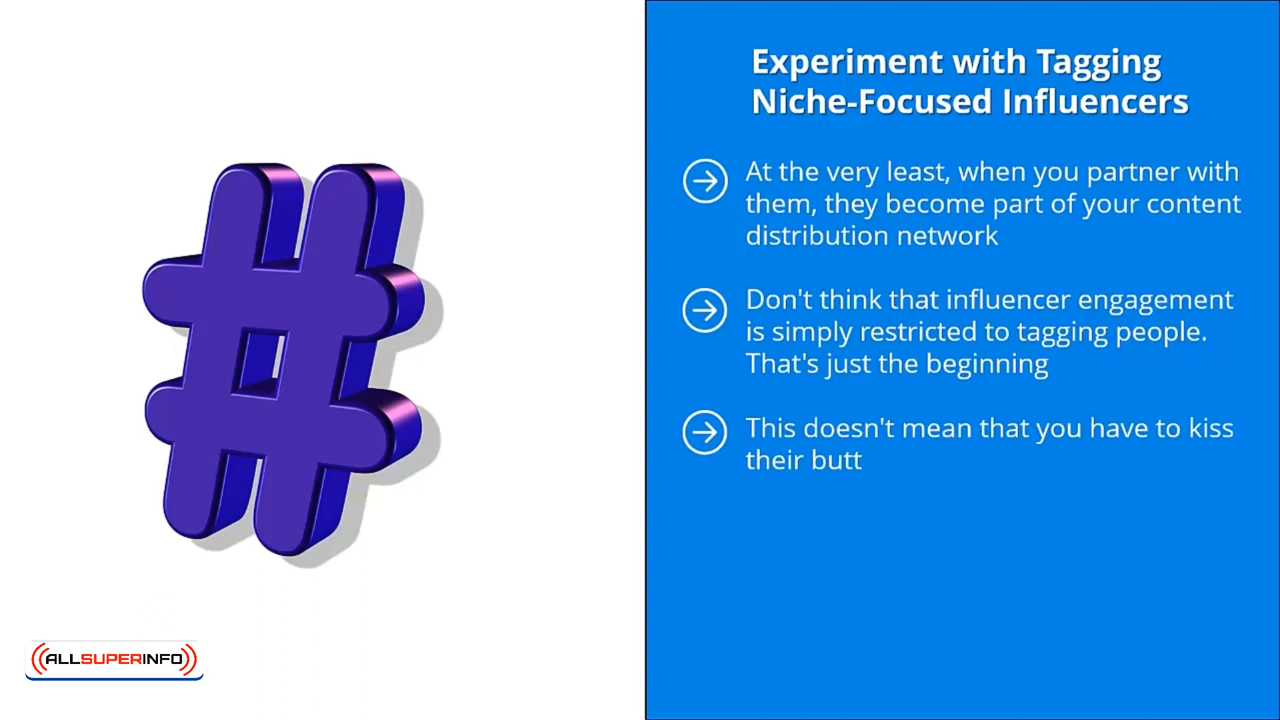 Experiment with Tagging
Niche-Focused Influencers
At the very least, when you partner with
them, they become part of your content
distribution network
Don't think that influencer engagement
is simply restricted to tagging people.
That's just the beginning
This doesn't mean that you have to kiss
their butt
#
ALLSUPERINFO